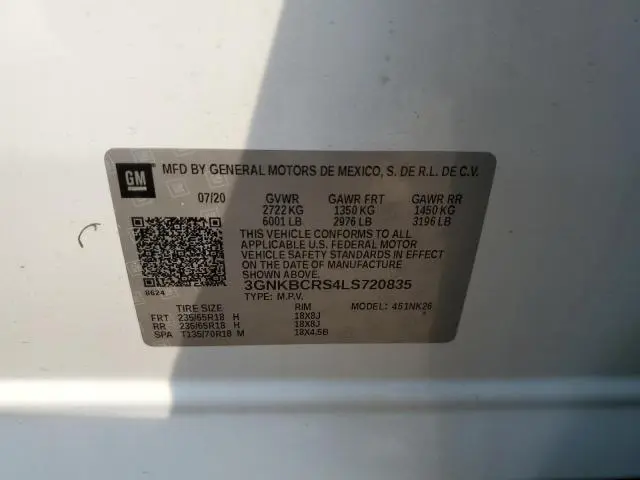 GM MFD BY GENERAL MOTORS DE MEXICO, S. DE R.L. DE C.V.
07/20 GVWR GAWR FRT GAWR RR
2722 KG 1350 KG 1450 KG
6001 LB 2976 LB 3196 LB
THIS VEHICLE CONFORMS TO ALL
APPLICABLE U.S. FEDERAL MOTOR
VEHICLE SAFETY STANDARDS IN EFFECT
ON THE DATE OF MANUFACTURE
SHOWN ABOVE.
3GNKBCRS4LS720835
8624
TYPE: M.P.V. MODEL: 451NK26
TIRE SIZE RIM
FRT 235/65R18 H 18X8J
RR 235/65R18 H 18X8J
SPA T135/70R18 M 18X4.5B